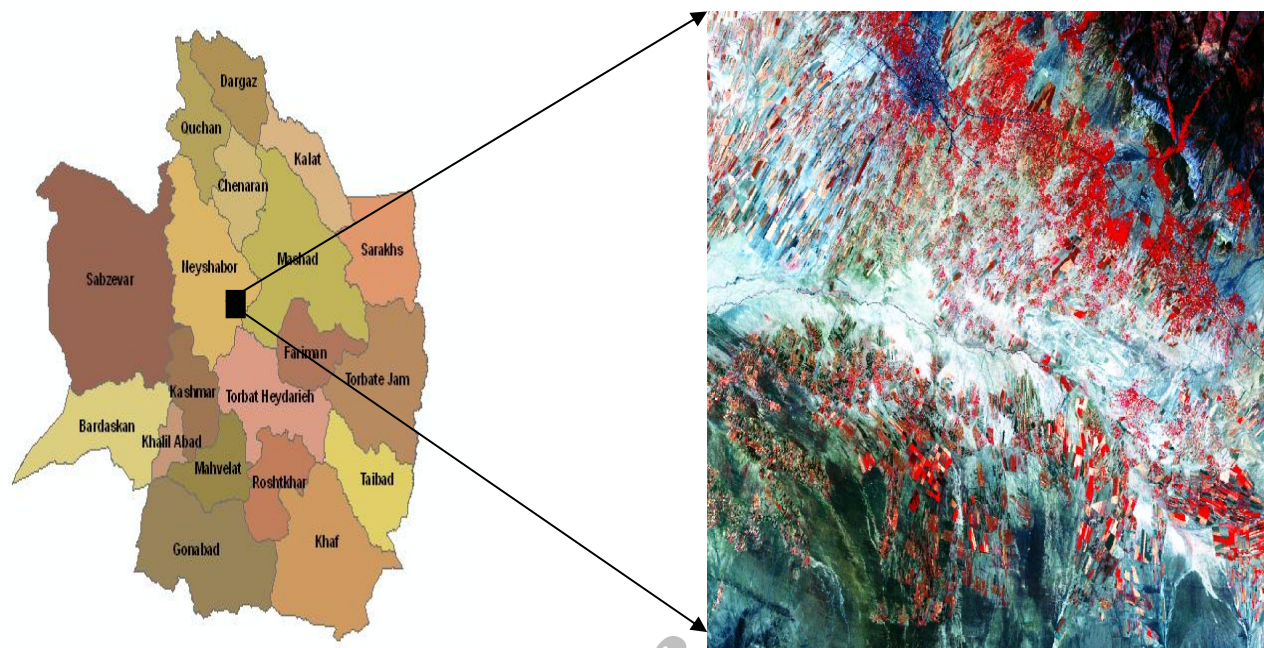 Dargaz
Quchan
Kalat
Chenaran
Sarakhs
Mashad
Neyshabor
Sabzevar
Fariman
Torbate Jam
Kashmar
Torbat Heydarieh
Bardaskan
Khalil Abad
Mahvelat
Roshtkhar
Taibad
Khaf
Gonabad